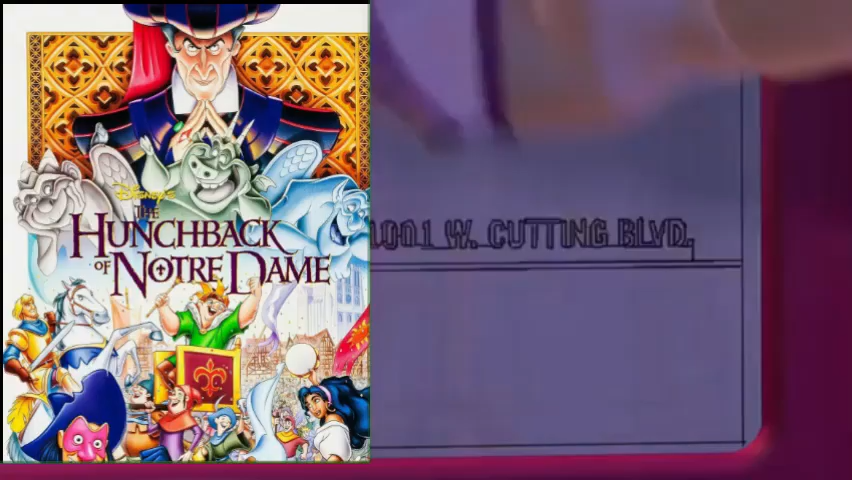 Disney's
THE
HUNCHBACK
OF NOTRE DAME
1001 W. CUTTING BLVD.